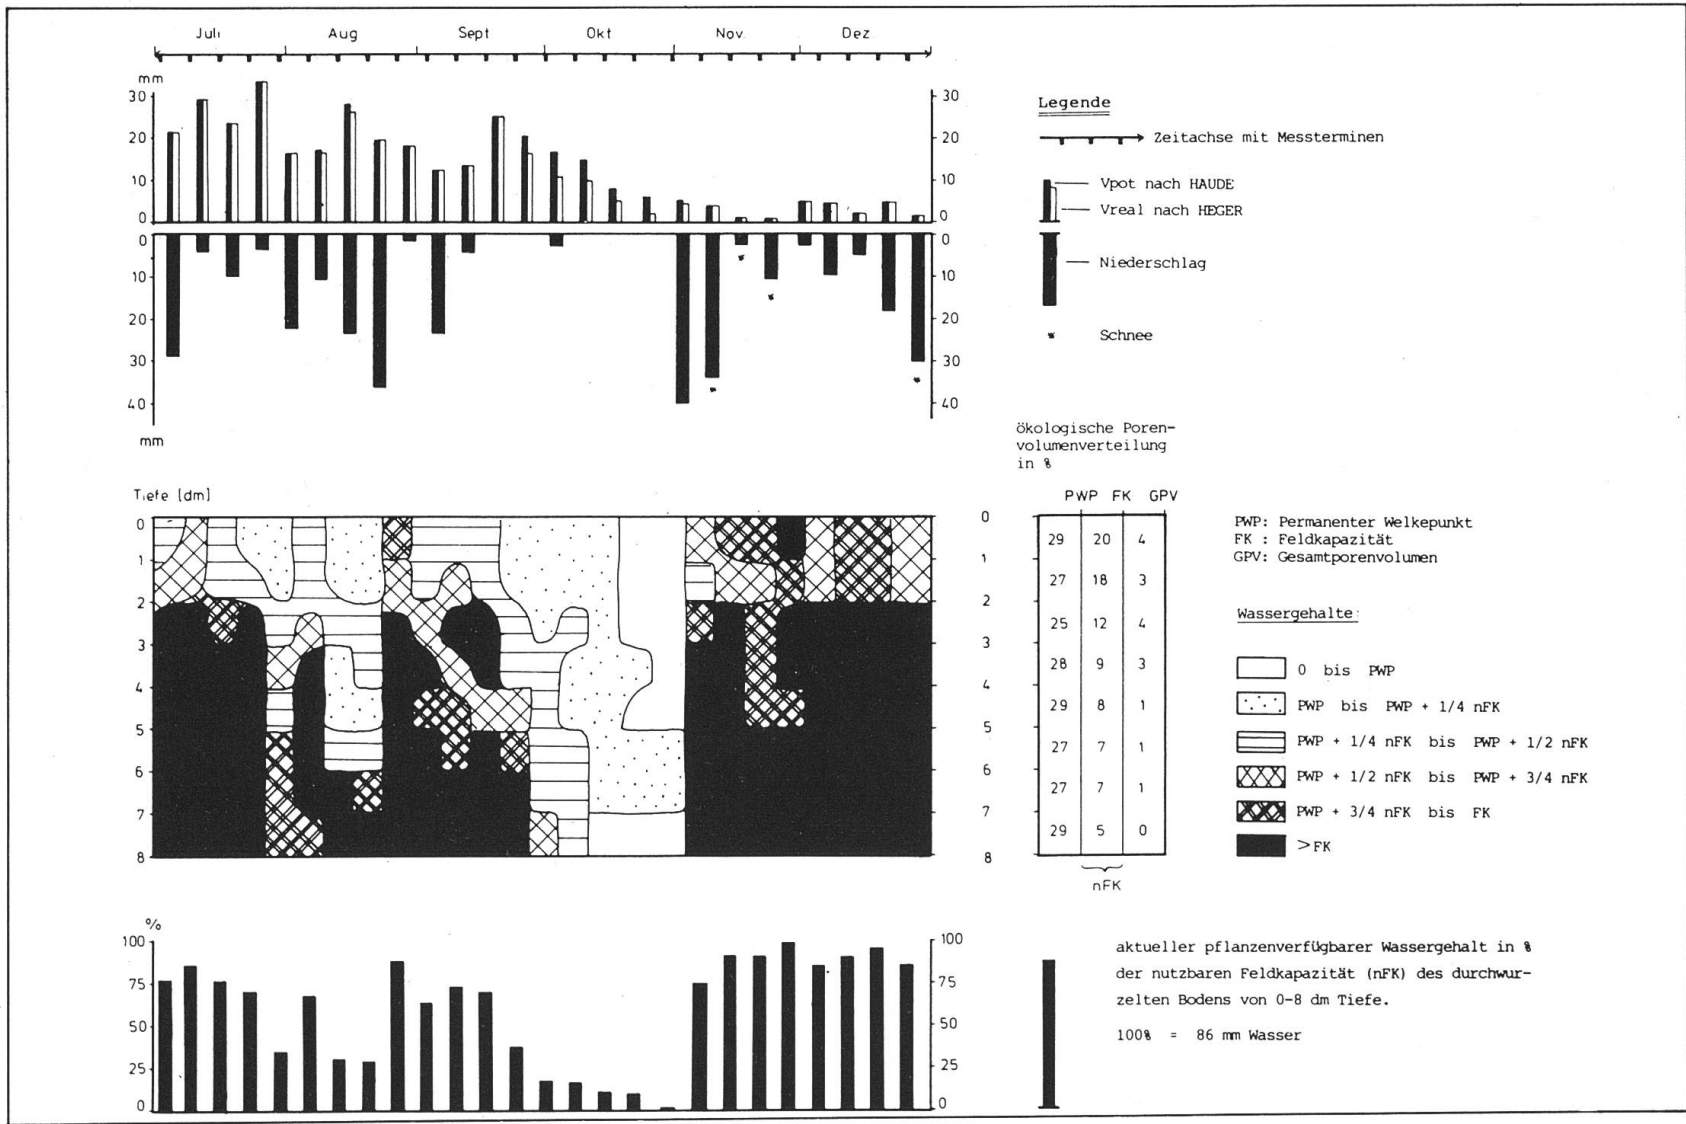 Juli Aug Sept Okt Nov. Dez
mm
30 30
20 20
10 10
0 0
0 0
10 10
20 20
30 30
40 40
mm
Legende
Zeitachse mit Messterminen
Vpot nach HAUDE
Vreal nach HEGER
Niederschlag
* Schnee
ökologische Poren-
volumenverteilung
in %
Tiefe [dm]
PWP FK GPV
0 0
1 1
2 2
3 3
4 4
5 5
6 6
7 7
8 8
29 20 4
27 18 3
25 12 4
28 9 3
29 8 1
27 7 1
27 7 1
29 5 0
nFK
PWP: Permanenter Welkepunkt
FK : Feldkapazität
GPV: Gesamtporenvolumen
Wassergehalte:
0 bis PWP
PWP bis PWP + 1/4 nFK
PWP + 1/4 nFK bis PWP + 1/2 nFK
PWP + 1/2 nFK bis PWP + 3/4 nFK
PWP + 3/4 nFK bis FK
>FK
%
100 100
75 75
50 50
25 25
0 0
aktueller pflanzenverfügbarer Wassergehalt in %
der nutzbaren Feldkapazität (nFK) des durchwur-
zelten Bodens von 0-8 dm Tiefe.
100% = 86 mm Wasser